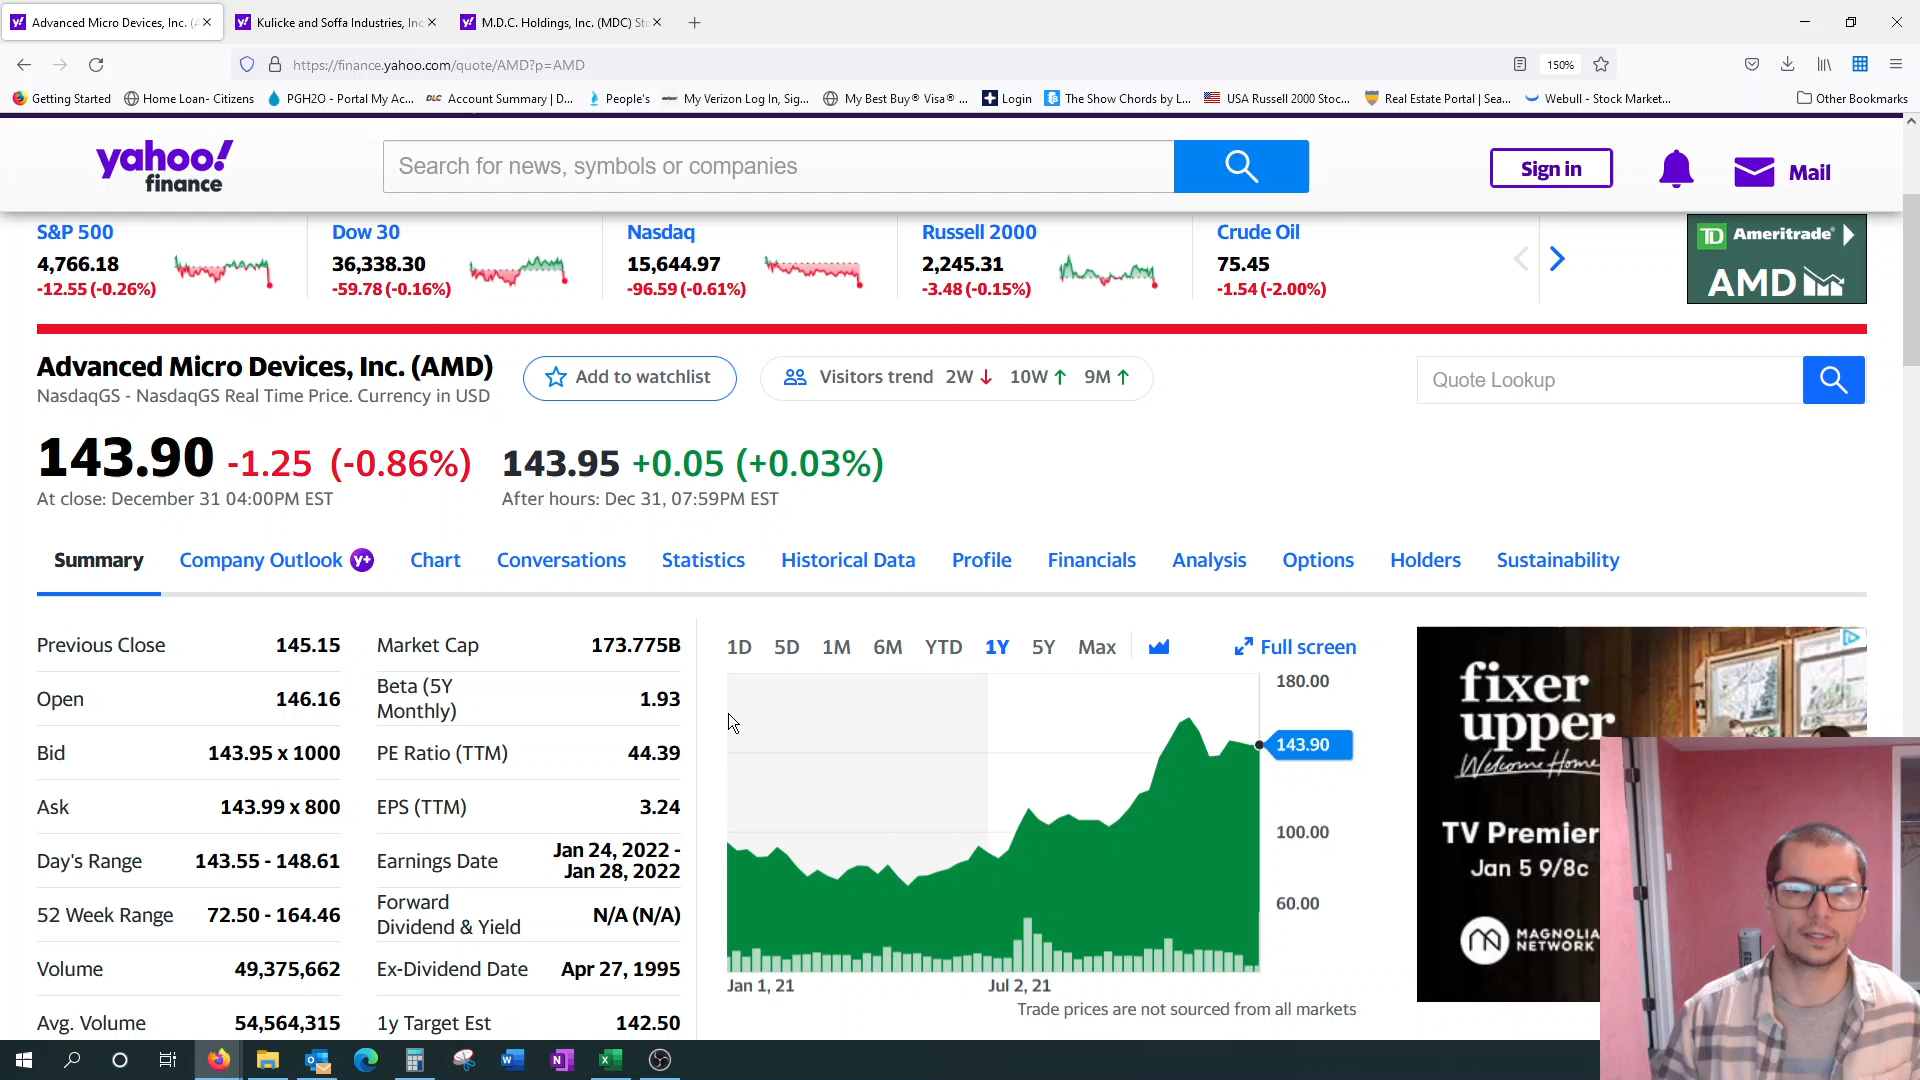 Advanced Micro Devices, Inc. (A
Kulicke and Soffa Industries, Inc
M.D.C. Holdings, Inc. (MDC) Sto
https://finance.yahoo.com/quote/AMD?p=AMD
150%
Getting Started
Home Loan- Citizens
PGH2O - Portal My Ac...
DLC Account Summary | D...
People's
My Verizon Log In, Sig...
My Best Buy® Visa® ...
Login
The Show Chords by L...
USA Russell 2000 Stoc...
Real Estate Portal | Sea...
Webull - Stock Market...
Other Bookmarks
yahoo!
finance
Search for news, symbols or companies
Sign in
Mail
S&P 500
4,766.18
-12.55 (-0.26%)
Dow 30
36,338.30
-59.78 (-0.16%)
Nasdaq
15,644.97
-96.59 (-0.61%)
Russell 2000
2,245.31
-3.48 (-0.15%)
Crude Oil
75.45
-1.54 (-2.00%)
TD Ameritrade
AMD
Advanced Micro Devices, Inc. (AMD)
NasdaqGS - NasdaqGS Real Time Price. Currency in USD
Add to watchlist
Visitors trend 2W ↓ 10W ↑ 9M ↑
Quote Lookup
143.90 -1.25 (-0.86%)
At close: December 31 04:00PM EST
143.95 +0.05 (+0.03%)
After hours: Dec 31, 07:59PM EST
Summary
Company Outlook y+
Chart
Conversations
Statistics
Historical Data
Profile
Financials
Analysis
Options
Holders
Sustainability
Previous Close 145.15
Open 146.16
Bid 143.95 x 1000
Ask 143.99 x 800
Day's Range 143.55 - 148.61
52 Week Range 72.50 - 164.46
Volume 49,375,662
Avg. Volume 54,564,315
Market Cap 173.775B
Beta (5Y
Monthly) 1.93
PE Ratio (TTM) 44.39
EPS (TTM) 3.24
Earnings Date Jan 24, 2022 -
Jan 28, 2022
Forward
Dividend & Yield N/A (N/A)
Ex-Dividend Date Apr 27, 1995
1y Target Est 142.50
1D 5D 1M 6M YTD 1Y 5Y Max
Full screen
180.00
143.90
100.00
60.00
Jan 1, 21
Jul 2, 21
Trade prices are not sourced from all markets
fixer
upper
Welcome Home
TV Premier
Jan 5 9/8c
MAGNOLIA
NETWORK